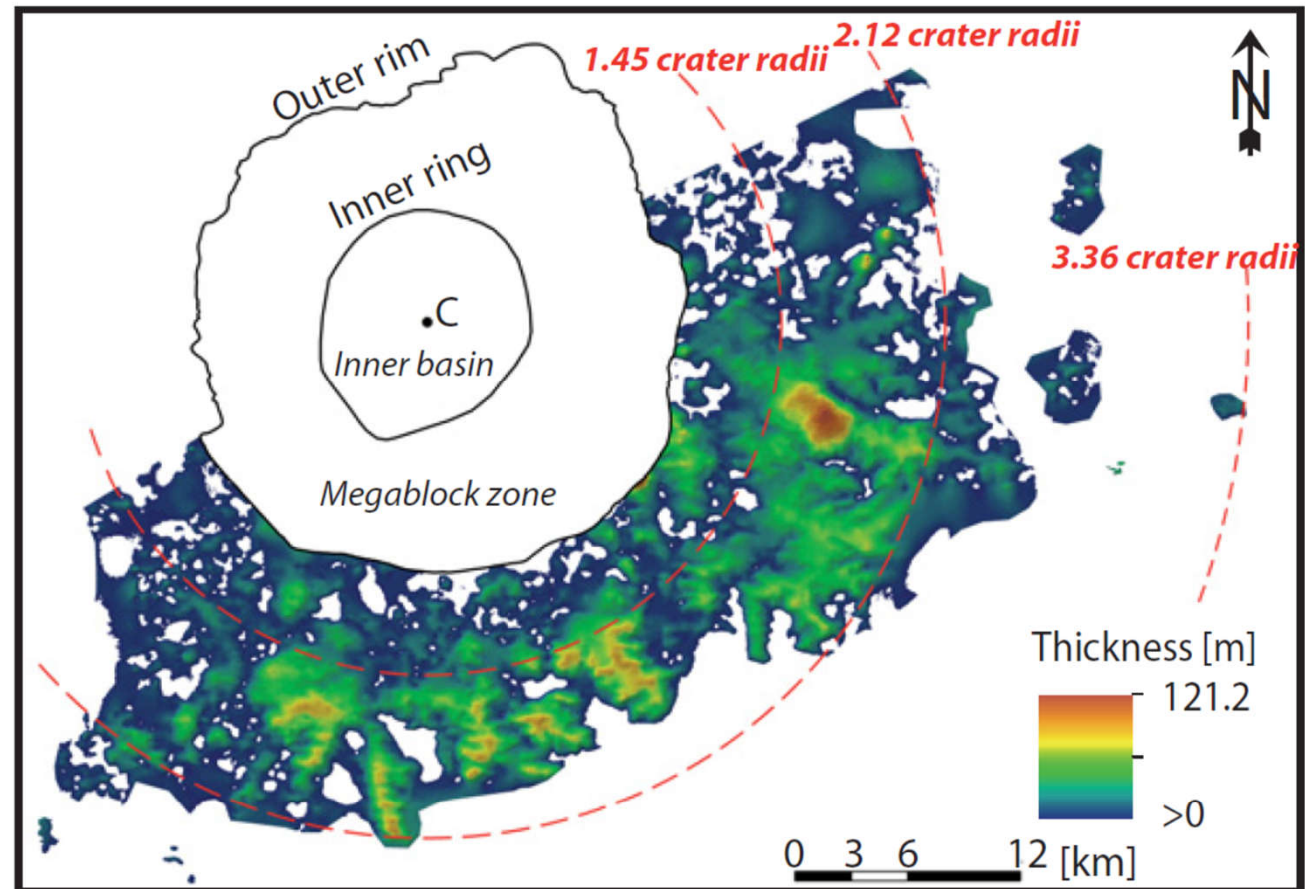 2.12 crater radii
1.45 crater radii
N
Outer rim
Inner ring
3.36 crater radii
C
Inner basin
Megablock zone
Thickness [m]
121.2
>0
0 3 6 12 [km]